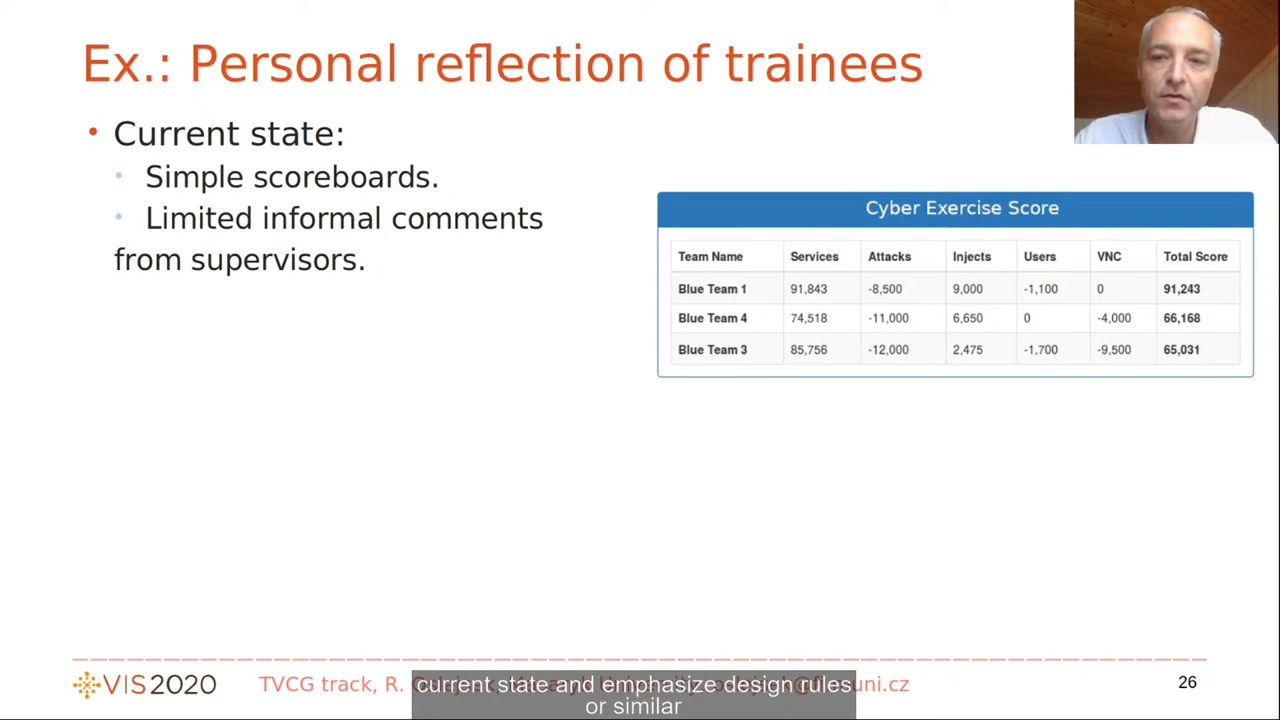 Ex.: Personal reflection of trainees
• Current state:
• Simple scoreboards.
• Limited informal comments
from supervisors.
Cyber Exercise Score
Team Name Services Attacks Injects Users VNC Total Score
Blue Team 1 91,843 -8,500 9,000 -1,100 0 91,243
Blue Team 4 74,518 -11,000 6,650 0 -4,000 66,168
Blue Team 3 85,756 -12,000 2,475 -1,700 -9,500 65,031
VIS2020
TVCG track, R.
current state and emphasize design rules
or similar
26